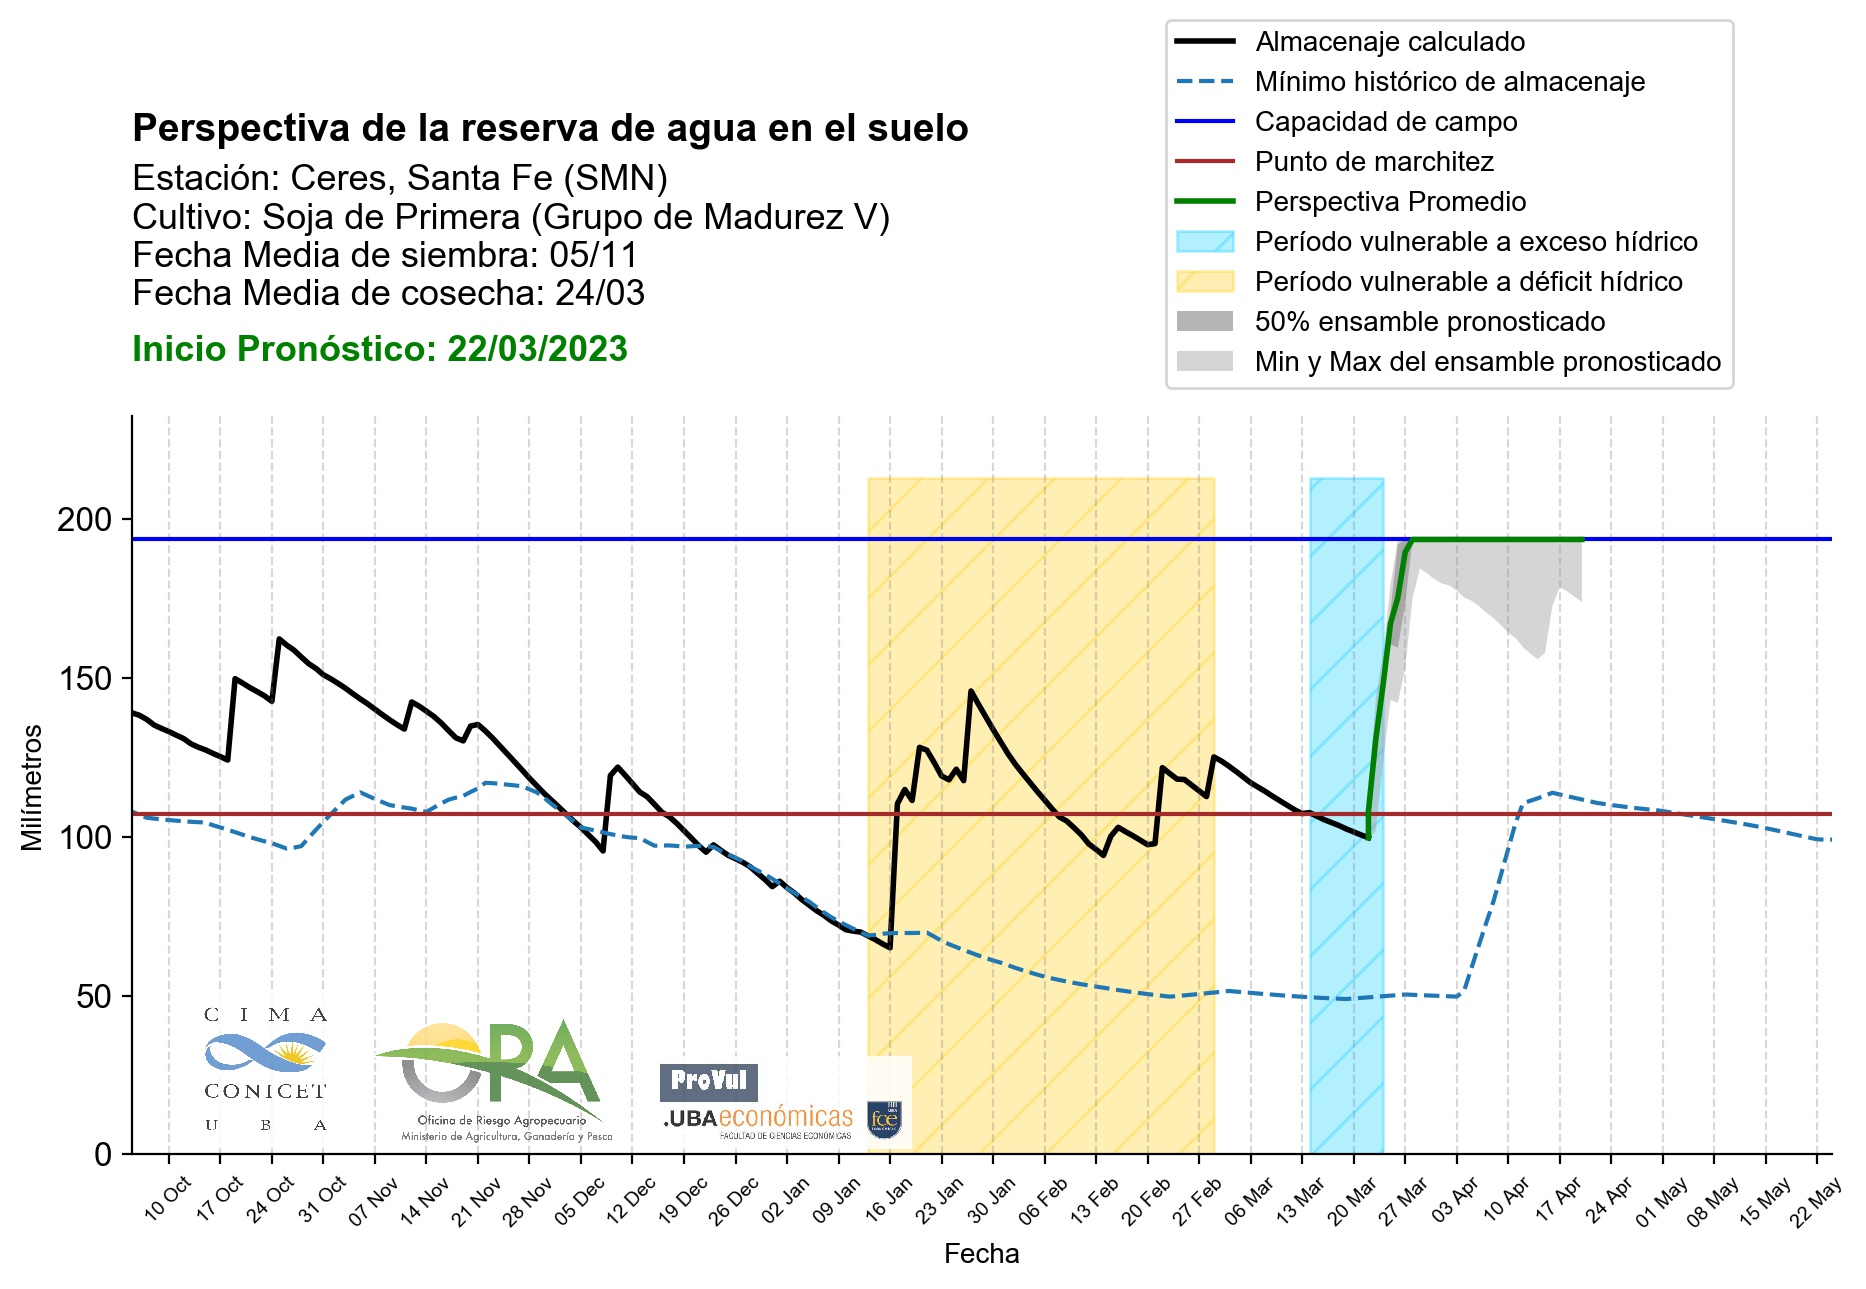 Almacenaje calculado
Mínimo histórico de almacenaje
Capacidad de campo
Punto de marchitez
Perspectiva Promedio
Período vulnerable a exceso hídrico
Período vulnerable a déficit hídrico
50% ensamble pronosticado
Min y Max del ensamble pronosticado
Perspectiva de la reserva de agua en el suelo
Estación: Ceres, Santa Fe (SMN)
Cultivo: Soja de Primera (Grupo de Madurez V)
Fecha Media de siembra: 05/11
Fecha Media de cosecha: 24/03
Inicio Pronóstico: 22/03/2023
Milímetros
200
150
100
50
0
CIMA
CONICET
UBA
ORA
Oficina de Riesgo Agropecuario
Ministerio de Agricultura, Ganadería y Pesca
ProVul
.UBAeconómicas
FACULTAD DE CIENCIAS ECONÓMICAS
UBA
fce
ECONÓMICAS
10 Oct
17 Oct
24 Oct
31 Oct
07 Nov
14 Nov
21 Nov
28 Nov
05 Dec
12 Dec
19 Dec
26 Dec
02 Jan
09 Jan
16 Jan
23 Jan
30 Jan
06 Feb
13 Feb
20 Feb
27 Feb
06 Mar
13 Mar
20 Mar
27 Mar
03 Apr
10 Apr
17 Apr
24 Apr
01 May
08 May
15 May
22 May
Fecha